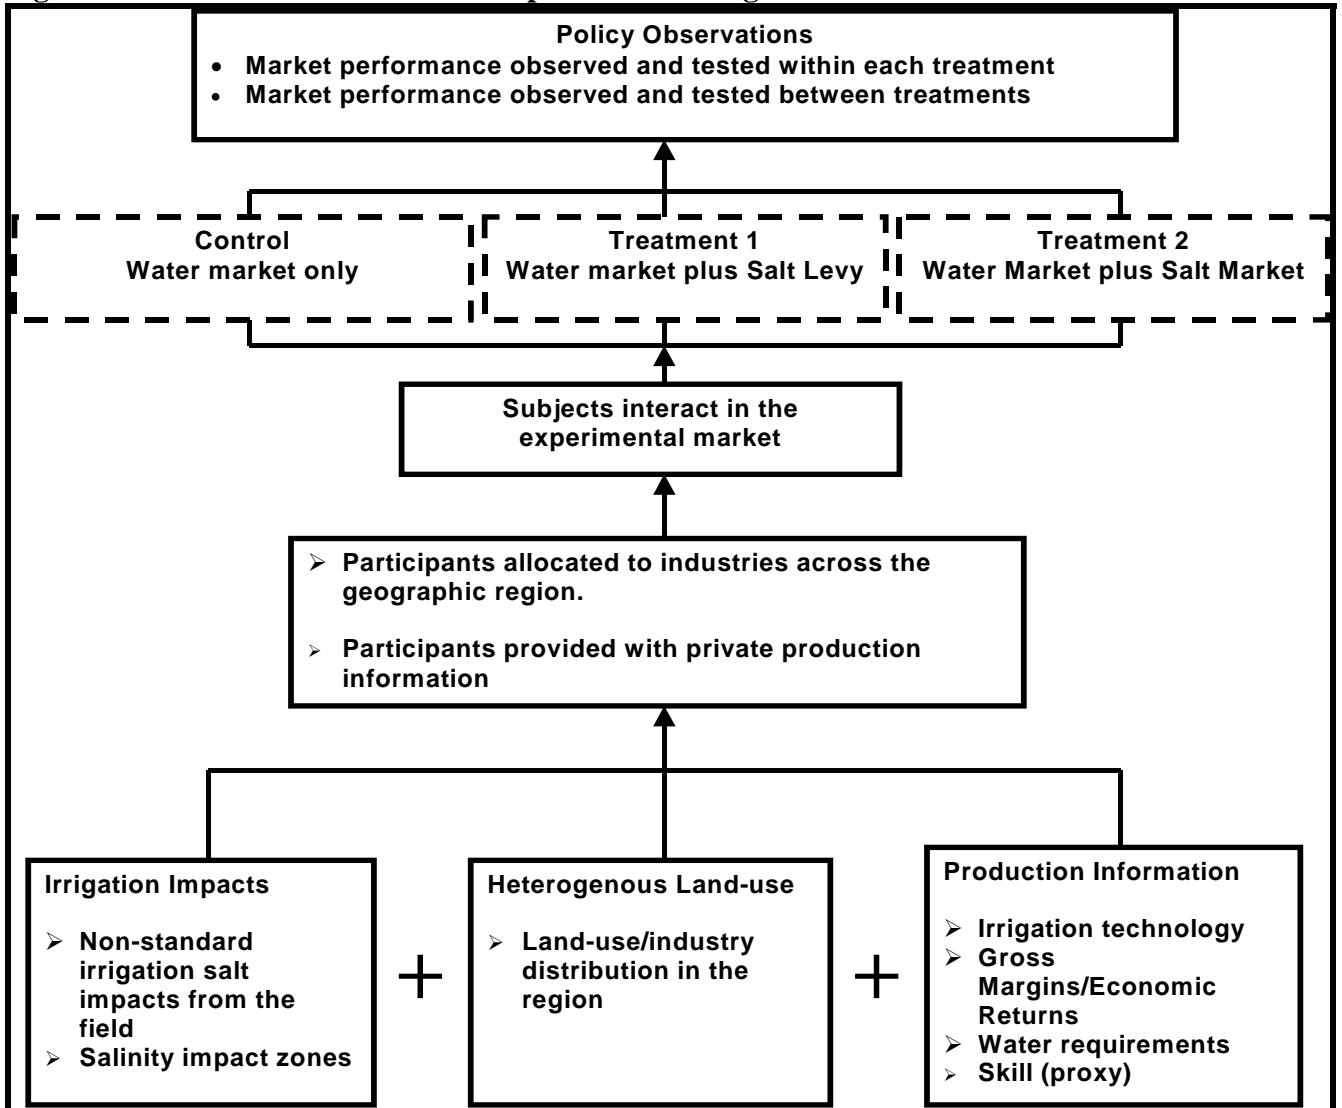 Policy Observations
• Market performance observed and tested within each treatment
• Market performance observed and tested between treatments
Control
Water market only
Treatment 1
Water market plus Salt Levy
Treatment 2
Water Market plus Salt Market
Subjects interact in the
experimental market
➢ Participants allocated to industries across the
geographic region.
➢ Participants provided with private production
information
Irrigation Impacts
➢ Non-standard
irrigation salt
impacts from the
field
➢ Salinity impact zones
+
Heterogenous Land-use
➢ Land-use/industry
distribution in the
region
+
Production Information
➢ Irrigation technology
➢ Gross
Margins/Economic
Returns
➢ Water requirements
➢ Skill (proxy)